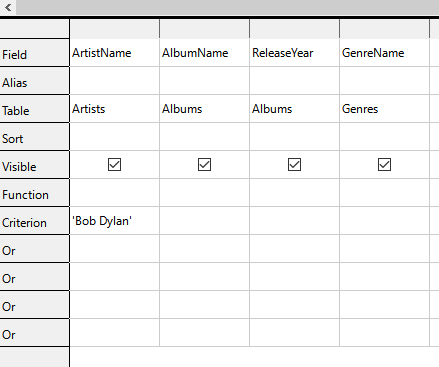 Field ArtistName AlbumName ReleaseYear GenreName
Alias
Table Artists Albums Albums Genres
Sort
Visible
Function
Criterion 'Bob Dylan'
Or
Or
Or
Or